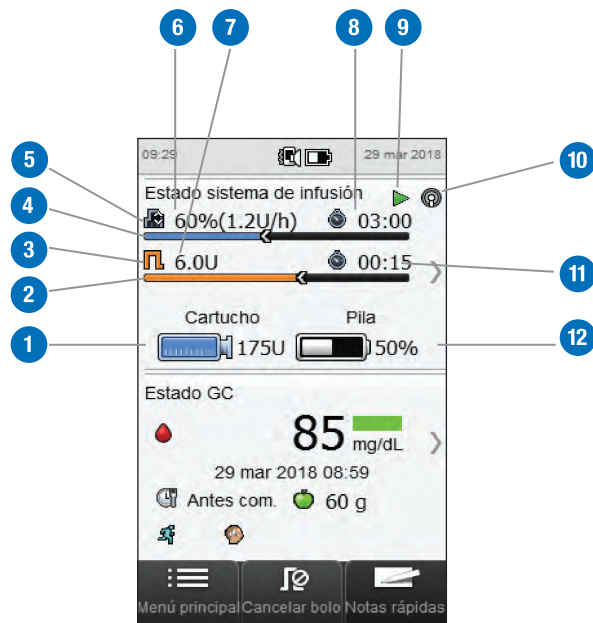 6 7 8 9
5 4 3 2 1
10 11 12
09:29 29 mar 2018
Estado sistema de infusión
60%(1.2U/h) 03:00
6.0U 00:15
Cartucho Pila
175U 50%
Estado GC
85 mg/dL
29 mar 2018 08:59
Antes com. 60 g
Menú principal Cancelar bolo Notas rápidas